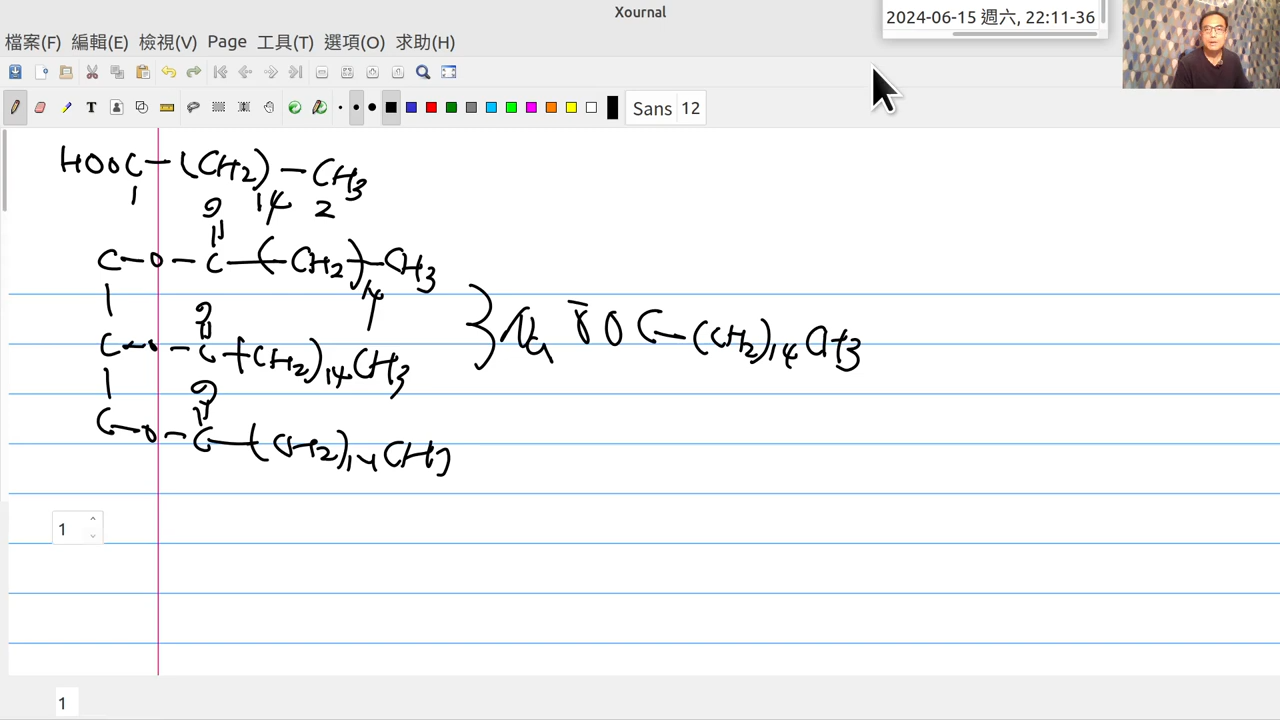 Xournal
2024-06-15 週六, 22:11-36
檔案(F) 編輯(E) 檢視(V) Page 工具(T) 選項(O) 求助(H)
Sans 12
HOOC-(CH2)-CH3
1 14 2
O
C-O-C-(CH2)-CH3
14
O
C-O-C-(CH2)14CH3
} Na ŌOC-(CH2)14CH3
O
C-O-C-(CH2)14CH3
1
1